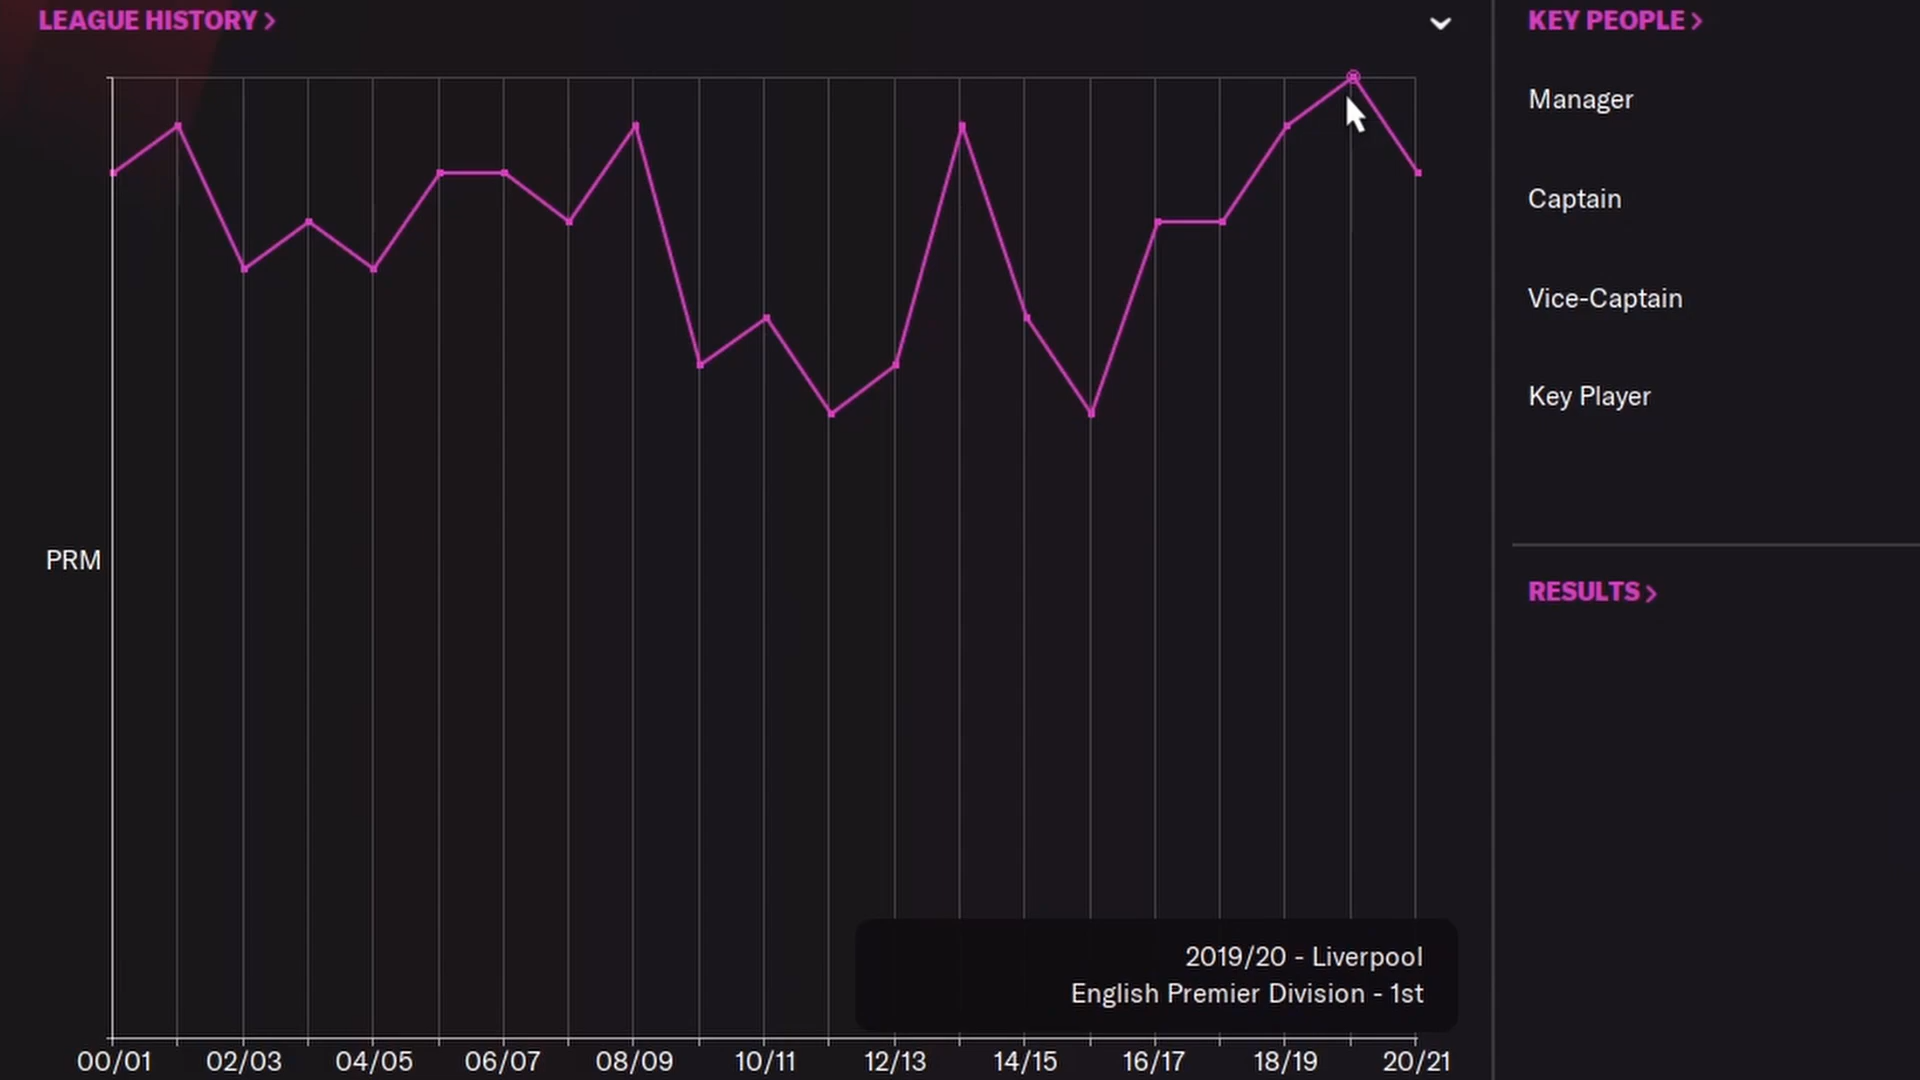 LEAGUE HISTORY >
KEY PEOPLE >
Manager
Captain
Vice-Captain
Key Player
PRM
RESULTS >
2019/20 - Liverpool
English Premier Division - 1st
00/01 02/03 04/05 06/07 08/09 10/11 12/13 14/15 16/17 18/19 20/21